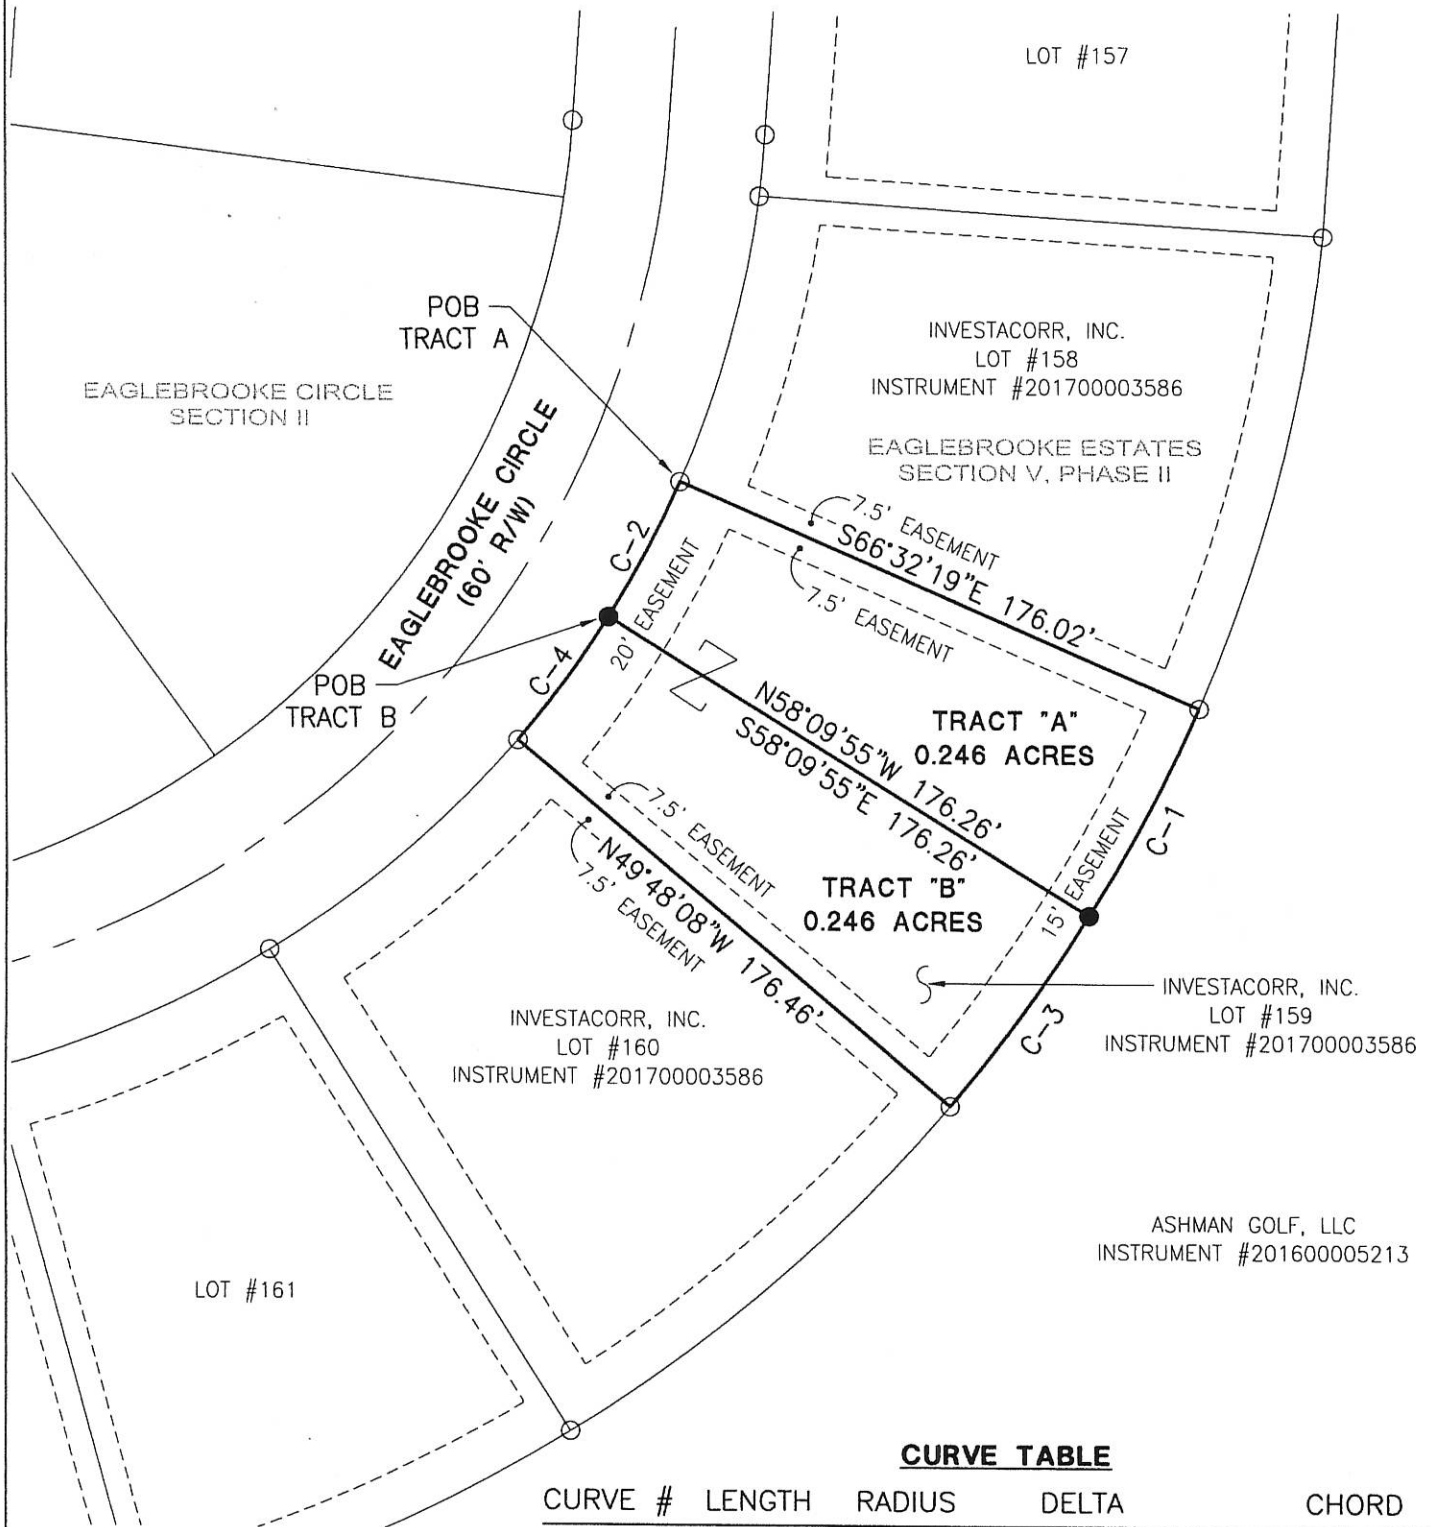 LOT #157
POB
TRACT A
INVESTACORR, INC.
LOT #158
INSTRUMENT #201700003586
EAGLEBROOKE CIRCLE
SECTION II
EAGLEBROOKE CIRCLE
(60' R/W)
EAGLEBROOKE ESTATES
SECTION V, PHASE II
7.5' EASEMENT
S66°32'19"E 176.02'
7.5' EASEMENT
C-2
20' EASEMENT
POB
TRACT B
C-4
N58°09'55"W 176.26'
S58°09'55"E 176.26'
TRACT "A"
0.246 ACRES
C-1
15' EASEMENT
7.5' EASEMENT
N49°48'08"W 176.46'
7.5' EASEMENT
TRACT "B"
0.246 ACRES
C-3
INVESTACORR, INC.
LOT #159
INSTRUMENT #201700003586
INVESTACORR, INC.
LOT #160
INSTRUMENT #201700003586
ASHMAN GOLF, LLC
INSTRUMENT #201600005213
LOT #161
CURVE TABLE
CURVE # LENGTH RADIUS DELTA CHORD